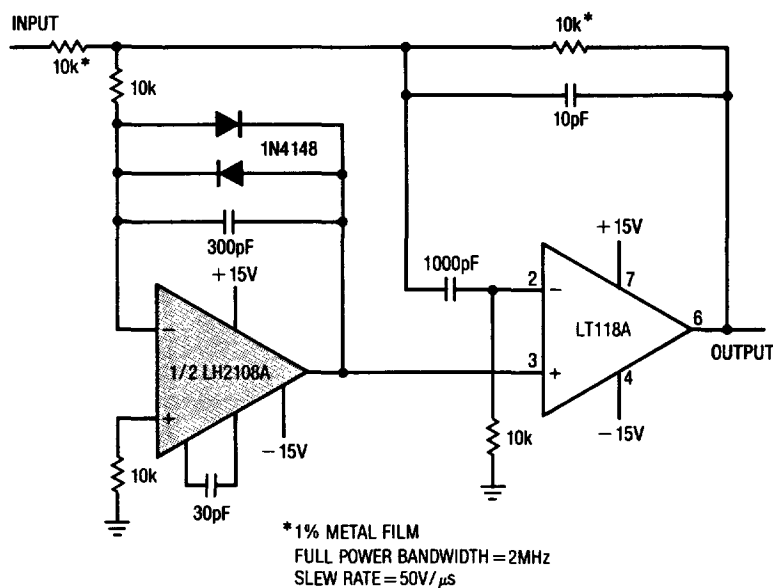 INPUT
10k*
10k
10k*
10pF
1N4148
300pF
+15V
1000pF
+15V
2
7
−
−
LT118A
6
OUTPUT
1/2 LH2108A
3
+
4
+
−15V
−15V
10k
10k
30pF
*1% METAL FILM
FULL POWER BANDWIDTH=2MHz
SLEW RATE=50V/μs